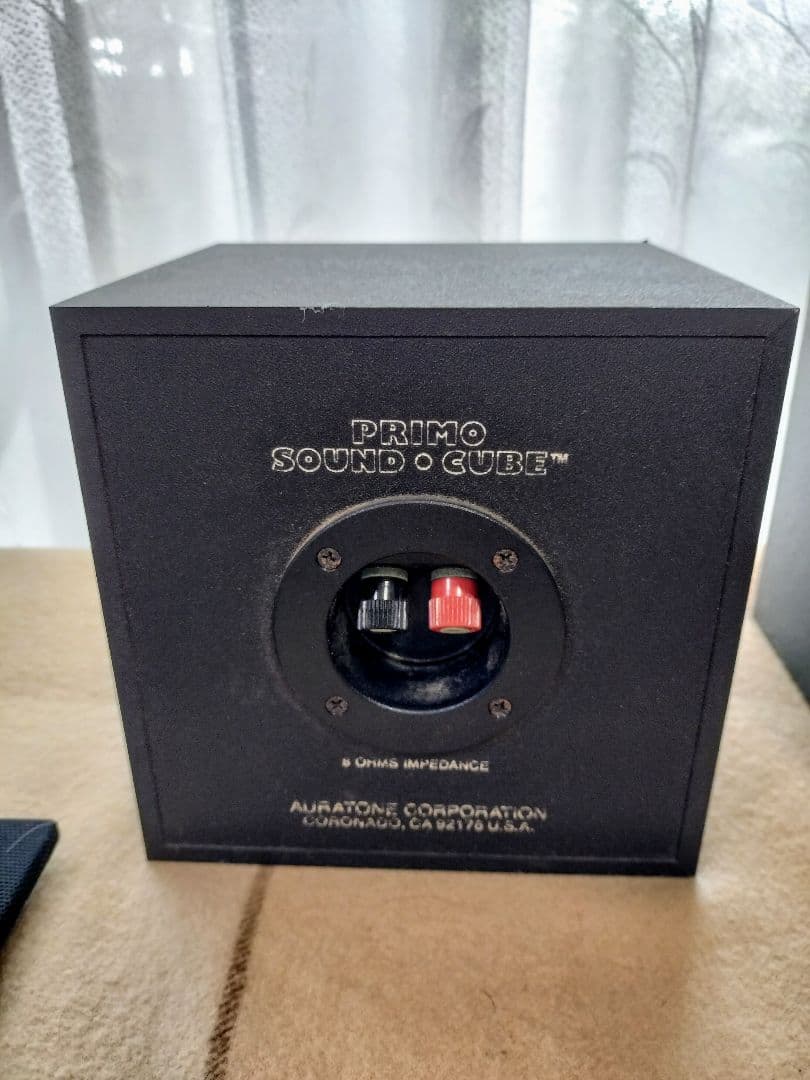 PRIMO
SOUND • CUBE™
8 OHMS IMPEDANCE
AURATONE CORPORATION
CORONADO, CA 92178 U.S.A.